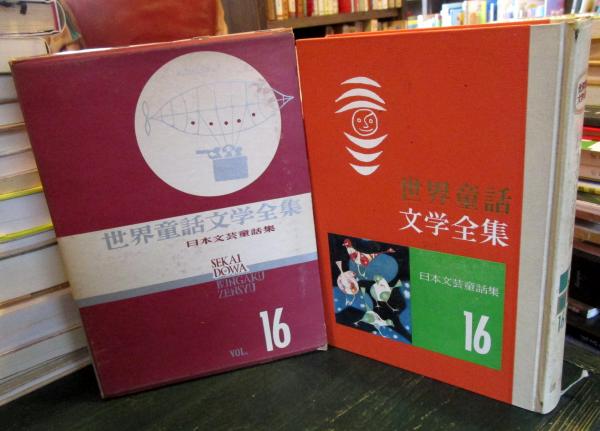 世界童話文学全集
日本文芸童話集
SEKAI
DOWA
BUNGAKU
ZENSYU
VOL. 16
世界童話
文学全集
日本文芸童話集
16